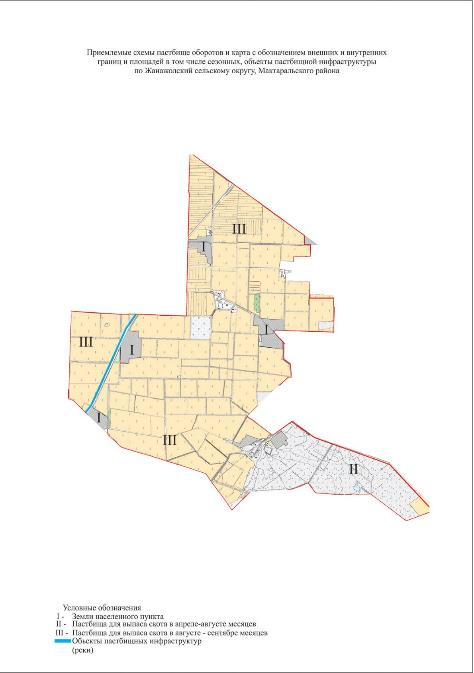 Приемлемые схемы пастбище оборотов и карта с обозначением внешних и внутренних
границ и площадей в том числе сезонных, объекты пастбищной инфраструктуры
по Жанажолский сельскому округу, Мактаральского района
III
I
I
III
I
I
III
II
Условные обозначения
I - Земли населенного пункта
II - Пастбища для выпаса скота в апреле-августе месяцев
III - Пастбища для выпаса скота в августе - сентябре месяцев
Объекты пастбищных инфраструктур
(реки)